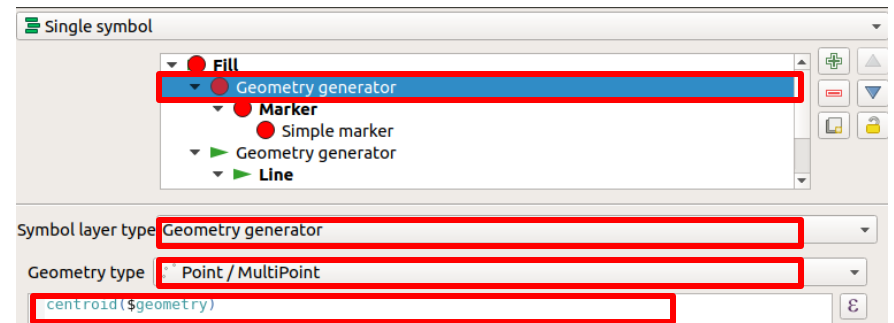 Single symbol
Fill
Geometry generator
Marker
Simple marker
Geometry generator
Line
Symbol layer type Geometry generator
Geometry type Point / MultiPoint
centroid($geometry) ε